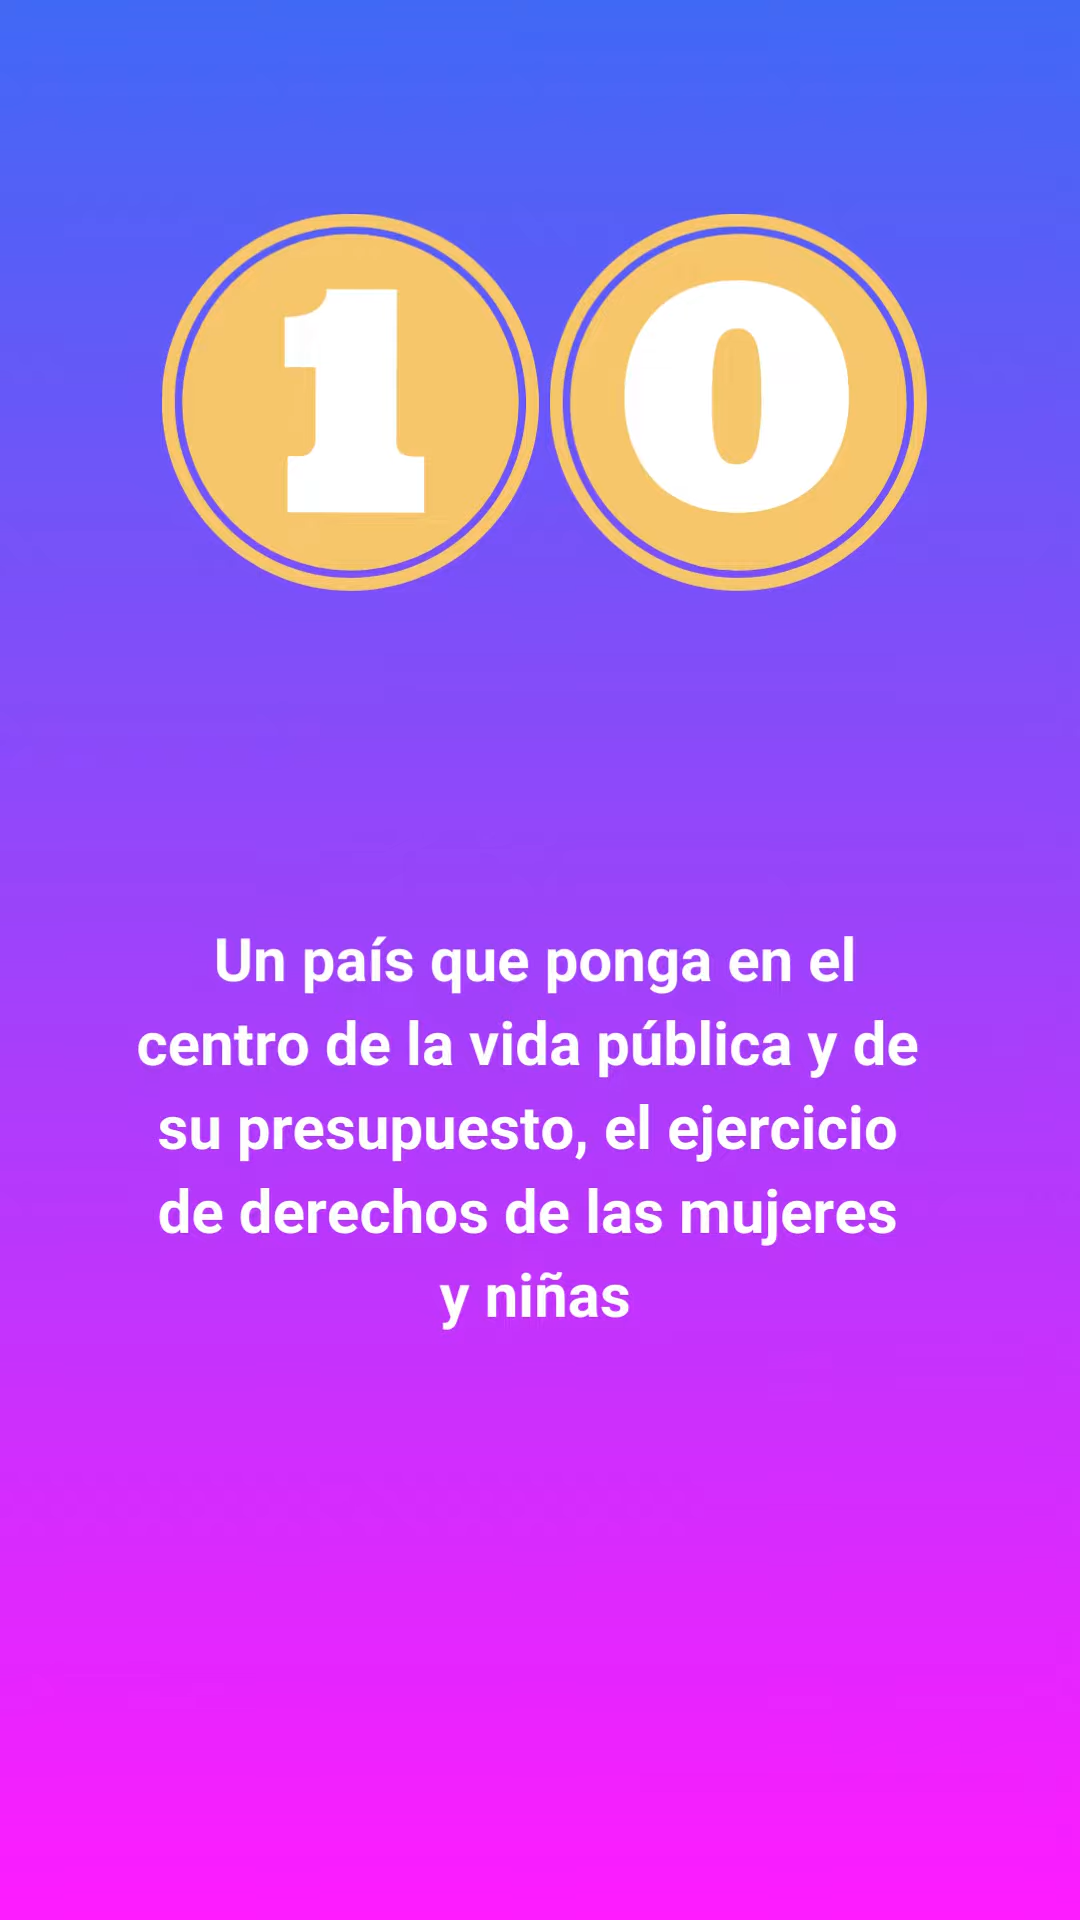 10
Un país que ponga en el
centro de la vida pública y de
su presupuesto, el ejercicio
de derechos de las mujeres
y niñas